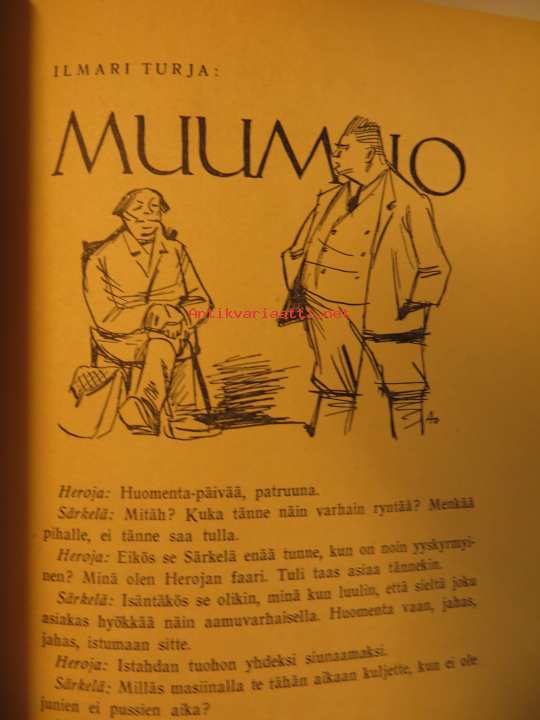 ILMARI TURJA:
MUUMIO
Antikvariaatti.net
Heroja: Huomenta-päivää, patruuna.
Särkelä: Mitäh? Kuka tänne näin varhain ryntää? Menkää
pihalle, ei tänne saa tulla.
Heroja: Eikös se Särkelä enää tunne, kun on noin yyskyrmyi-
nen? Minä olen Herojan faari. Tuli taas asiaa tännekin.
Särkelä: Isäntäkös se olikin, minä kun luulin, että sieltä joku
asiakas hyökkää näin aamuvarhaisella. Huomenta vaan, jahas,
jahas, istumaan sitte.
Heroja: Istahdan tuohon yhdeksi siunaamaksi.
Särkelä: Milläs masiinalla te tähän aikaan kuljette, kun ei ole
junien ei pussien aika?